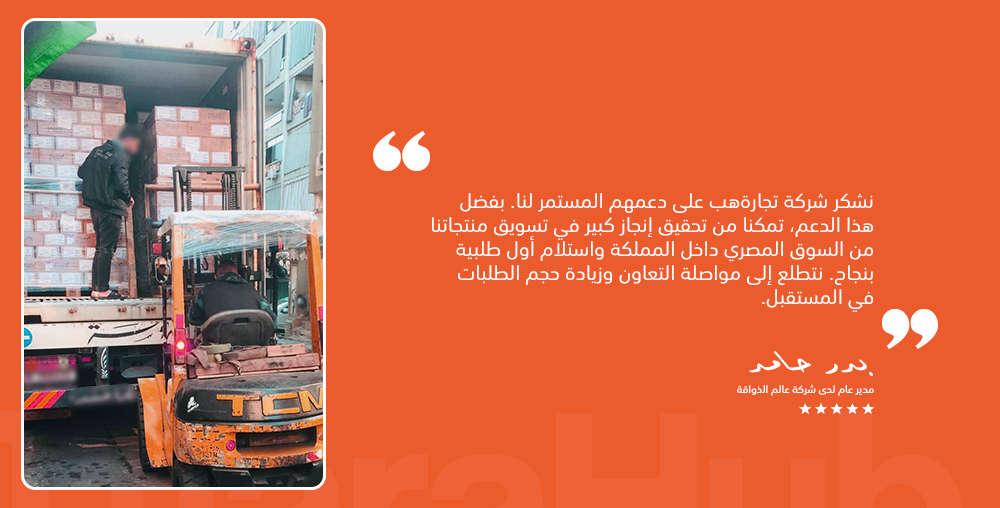 نشكر شركة تجارةهب على دعمهم المستمر لنا. بفضل
هذا الدعم، تمكنا من تحقيق إنجاز كبير في تسويق منتجاتنا
من السوق المصري داخل المملكة واستلام أول طلبية
بنجاح. نتطلع إلى مواصلة التعاون وزيادة حجم الطلبات
في المستقبل.
بدر حامد
مدير عام لدى شركة عالم الذواقة
TCM